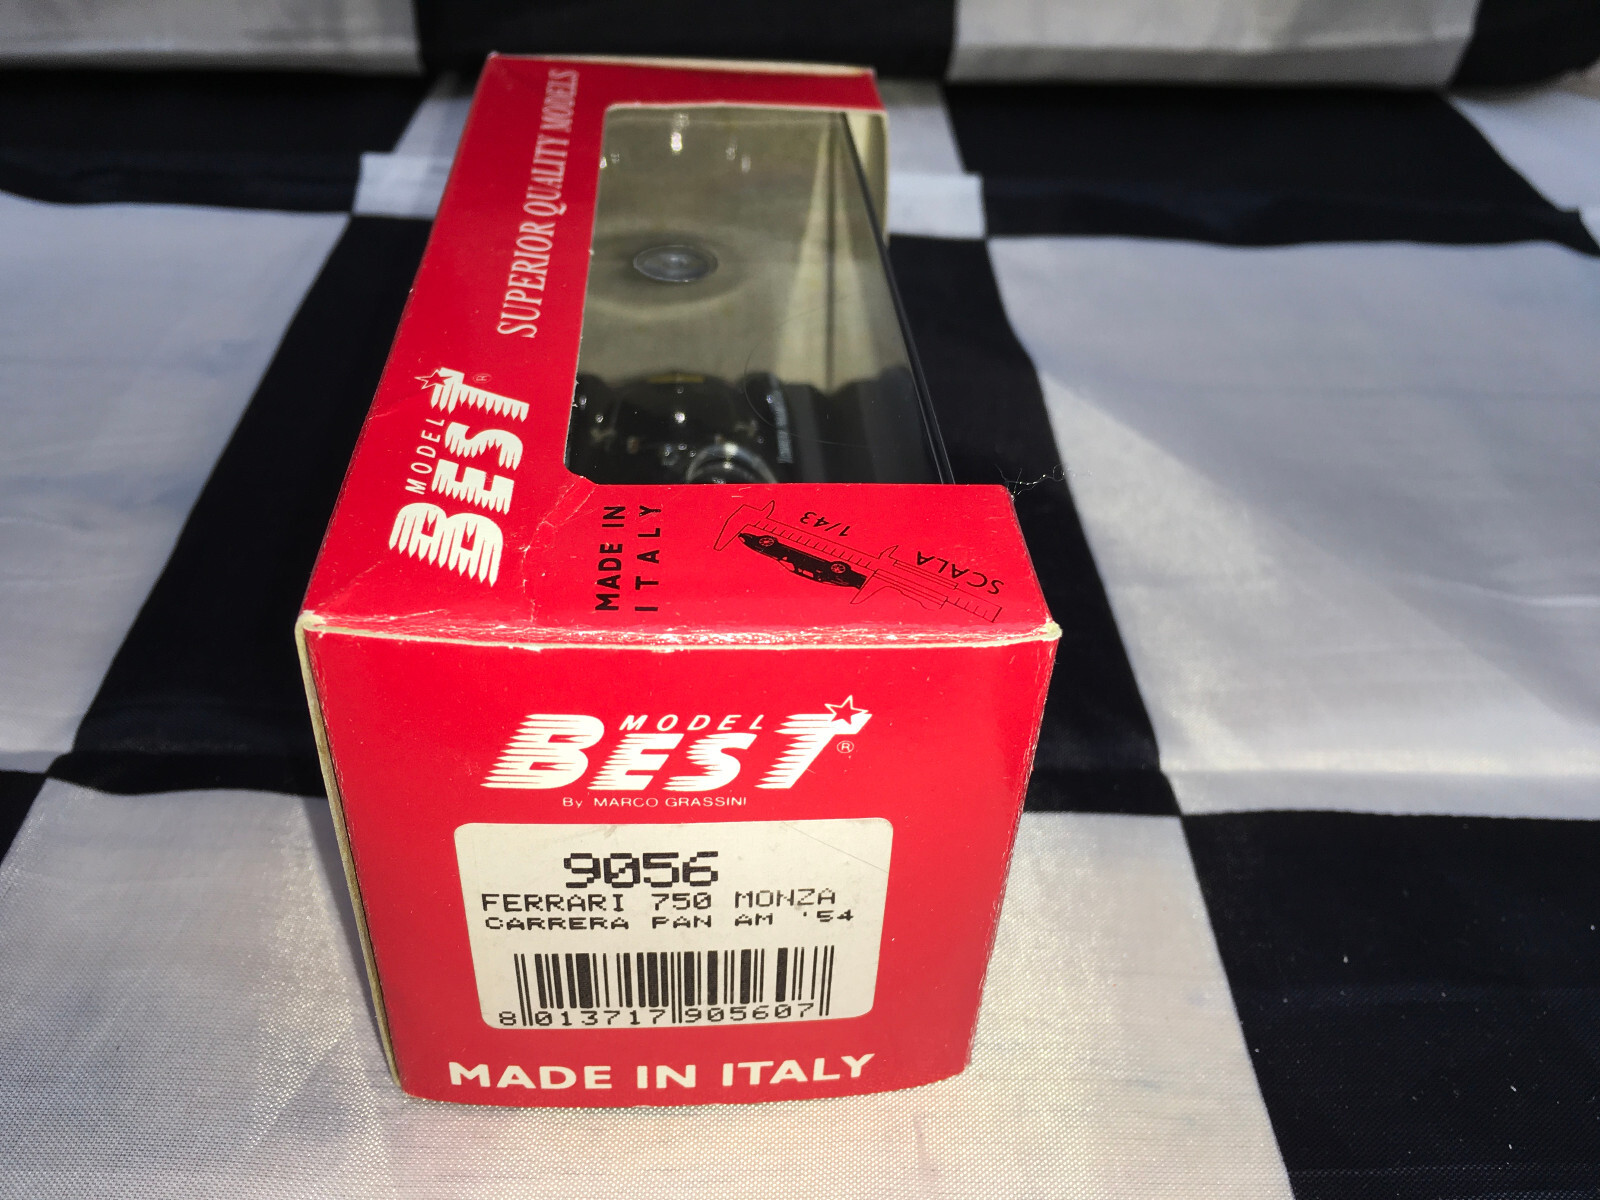 SUPERIOR QUALITY MODELS
MODEL
BEST®
MADE IN
ITALY
SCALA
1/43
MODEL
BEST®
By MARCO GRASSINI
9056
FERRARI 750 MONZA
CARRERA PAN AM '54
8 013717 905607
MADE IN ITALY